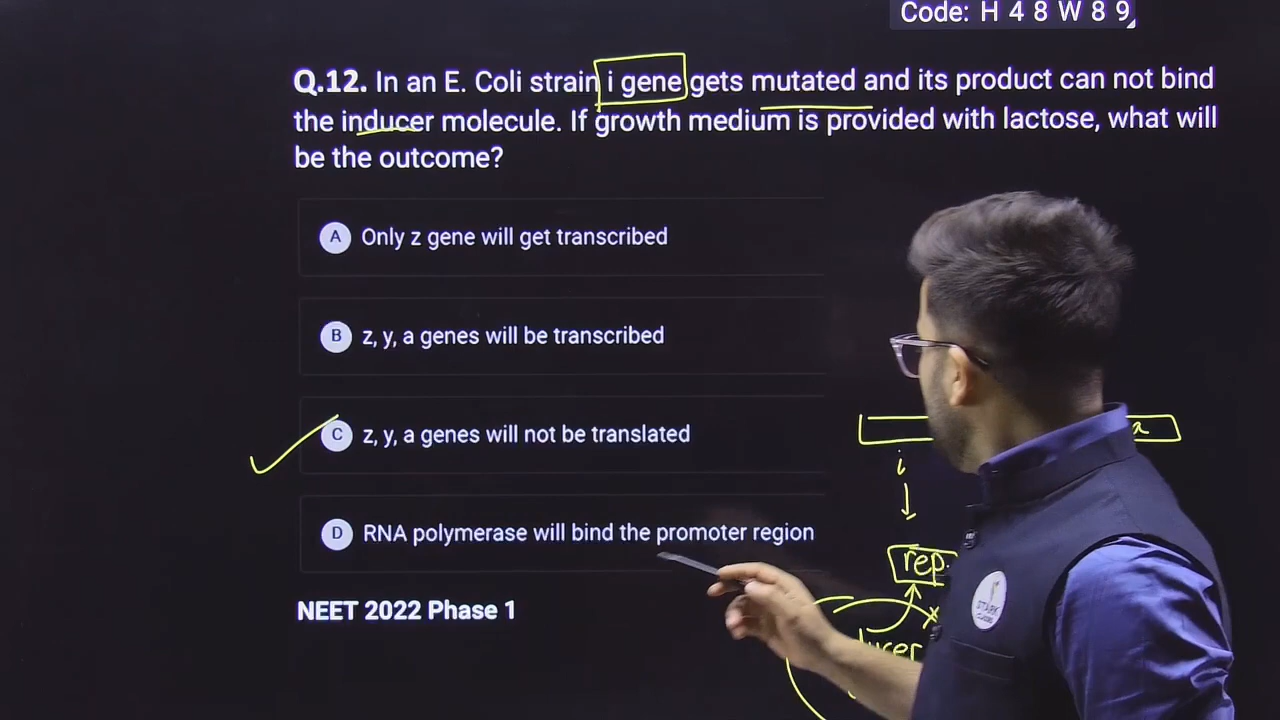 Code: H 4 8 W 8 9
Q.12. In an E. Coli strain i gene gets mutated and its product can not bind
the inducer molecule. If growth medium is provided with lactose, what will
be the outcome?
A Only z gene will get transcribed
B z, y, a genes will be transcribed
C z, y, a genes will not be translated
D RNA polymerase will bind the promoter region
NEET 2022 Phase 1
a
i
rep.
STARK